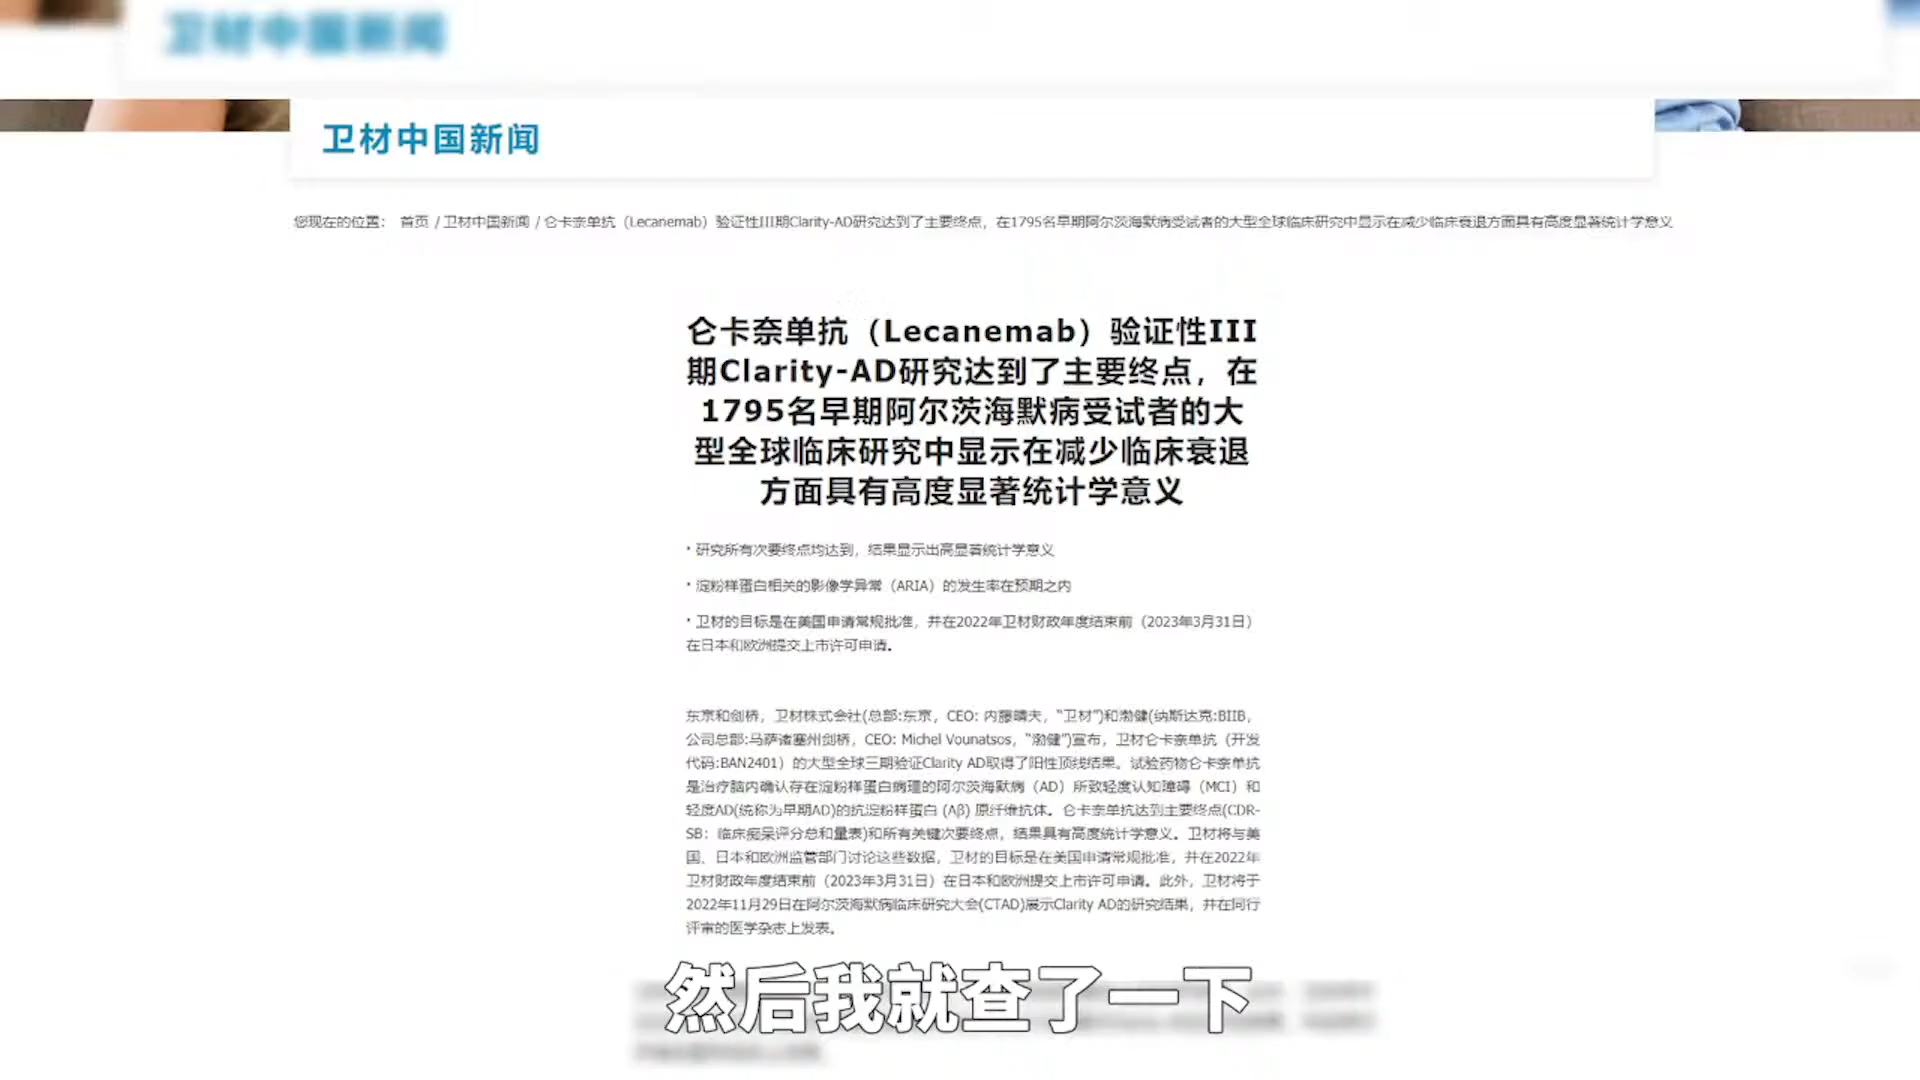 卫材中国新闻
卫材中国新闻
您现在的位置： 首页 / 卫材中国新闻 / 仑卡奈单抗（Lecanemab）验证性III期Clarity-AD研究达到了主要终点，在1795名早期阿尔茨海默病受试者的大型全球临床研究中显示在减少临床衰退方面具有高度显著统计学意义
仑卡奈单抗（Lecanemab）验证性III
期Clarity-AD研究达到了主要终点，在
1795名早期阿尔茨海默病受试者的大
型全球临床研究中显示在减少临床衰退
方面具有高度显著统计学意义
· 研究所有次要终点均达到，结果显示出高显著统计学意义
· 淀粉样蛋白相关的影像学异常（ARIA）的发生率在预期之内
· 卫材的目标是在美国申请常规批准，并在2022年卫材财政年度结束前（2023年3月31日）
在日本和欧洲提交上市许可申请。
东京和剑桥，卫材株式会社(总部:东京，CEO: 内藤晴夫，“卫材”)和渤健(纳斯达克:BIIB，
公司总部:马萨诸塞州剑桥，CEO: Michel Vounatsos，“渤健”)宣布，卫材仑卡奈单抗（开发
代码:BAN2401）的大型全球三期验证Clarity AD取得了阳性顶线结果。试验药物仑卡奈单抗
是治疗脑内确认存在淀粉样蛋白病理的阿尔茨海默病（AD）所致轻度认知障碍（MCI）和
轻度AD(统称为早期AD)的抗淀粉样蛋白 (Aβ) 原纤维抗体。仑卡奈单抗达到主要终点(CDR-
SB：临床痴呆评分总和量表)和所有关键次要终点，结果具有高度统计学意义。卫材将与美
国、日本和欧洲监管部门讨论这些数据，卫材的目标是在美国申请常规批准，并在2022年
卫材财政年度结束前（2023年3月31日）在日本和欧洲提交上市许可申请。此外，卫材将于
2022年11月29日在阿尔茨海默病临床研究大会(CTAD)展示Clarity AD的研究结果，并在同行
评审的医学杂志上发表。
然后我就查了一下